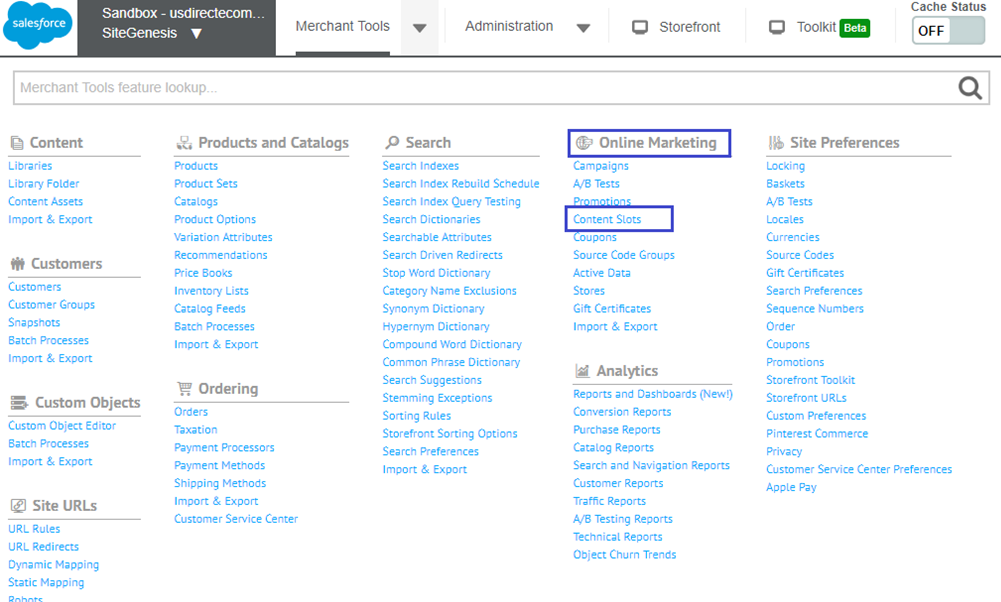 salesforce
Sandbox - usdirectecom...
SiteGenesis ▼
Merchant Tools
Administration
Storefront
Toolkit Beta
Cache Status
OFF
Merchant Tools feature lookup...
Content
Libraries
Library Folder
Content Assets
Import & Export
Customers
Customers
Customer Groups
Snapshots
Batch Processes
Import & Export
Custom Objects
Custom Object Editor
Batch Processes
Import & Export
Site URLs
URL Rules
URL Redirects
Dynamic Mapping
Static Mapping
Robots
Products and Catalogs
Products
Product Sets
Catalogs
Product Options
Variation Attributes
Recommendations
Price Books
Inventory Lists
Catalog Feeds
Batch Processes
Import & Export
Ordering
Orders
Taxation
Payment Processors
Payment Methods
Shipping Methods
Import & Export
Customer Service Center
Search
Search Indexes
Search Index Rebuild Schedule
Search Index Query Testing
Search Dictionaries
Searchable Attributes
Search Driven Redirects
Stop Word Dictionary
Category Name Exclusions
Synonym Dictionary
Hypernym Dictionary
Compound Word Dictionary
Common Phrase Dictionary
Search Suggestions
Stemming Exceptions
Sorting Rules
Storefront Sorting Options
Search Preferences
Import & Export
Online Marketing
Campaigns
A/B Tests
Promotions
Content Slots
Coupons
Source Code Groups
Active Data
Stores
Gift Certificates
Import & Export
Analytics
Reports and Dashboards (New!)
Conversion Reports
Purchase Reports
Catalog Reports
Search and Navigation Reports
Customer Reports
Traffic Reports
A/B Testing Reports
Technical Reports
Object Churn Trends
Site Preferences
Locking
Baskets
A/B Tests
Locales
Currencies
Source Codes
Gift Certificates
Search Preferences
Sequence Numbers
Order
Coupons
Promotions
Storefront Toolkit
Storefront URLs
Custom Preferences
Pinterest Commerce
Privacy
Customer Service Center Preferences
Apple Pay